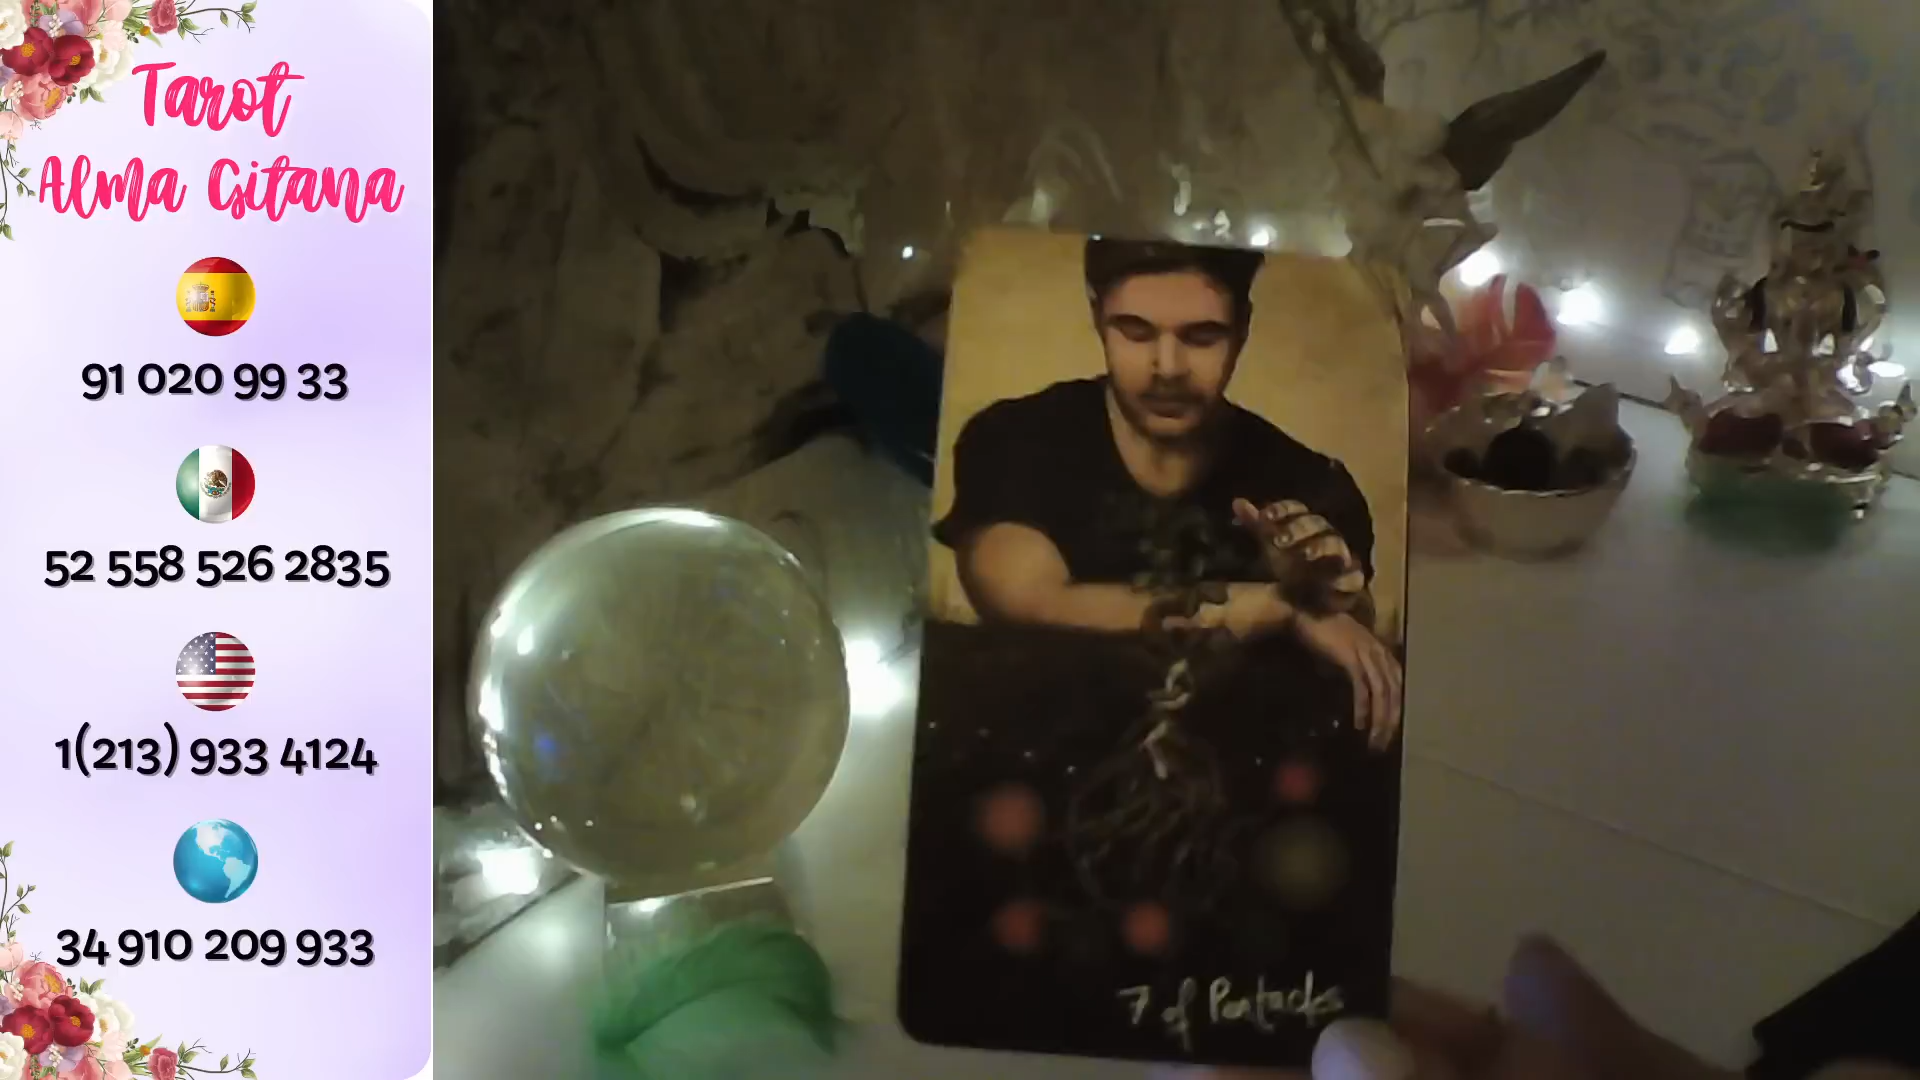 Tarot
Alma Gitana
91 020 99 33
52 558 526 2835
1(213) 933 4124
34 910 209 933
7 of Pentacles